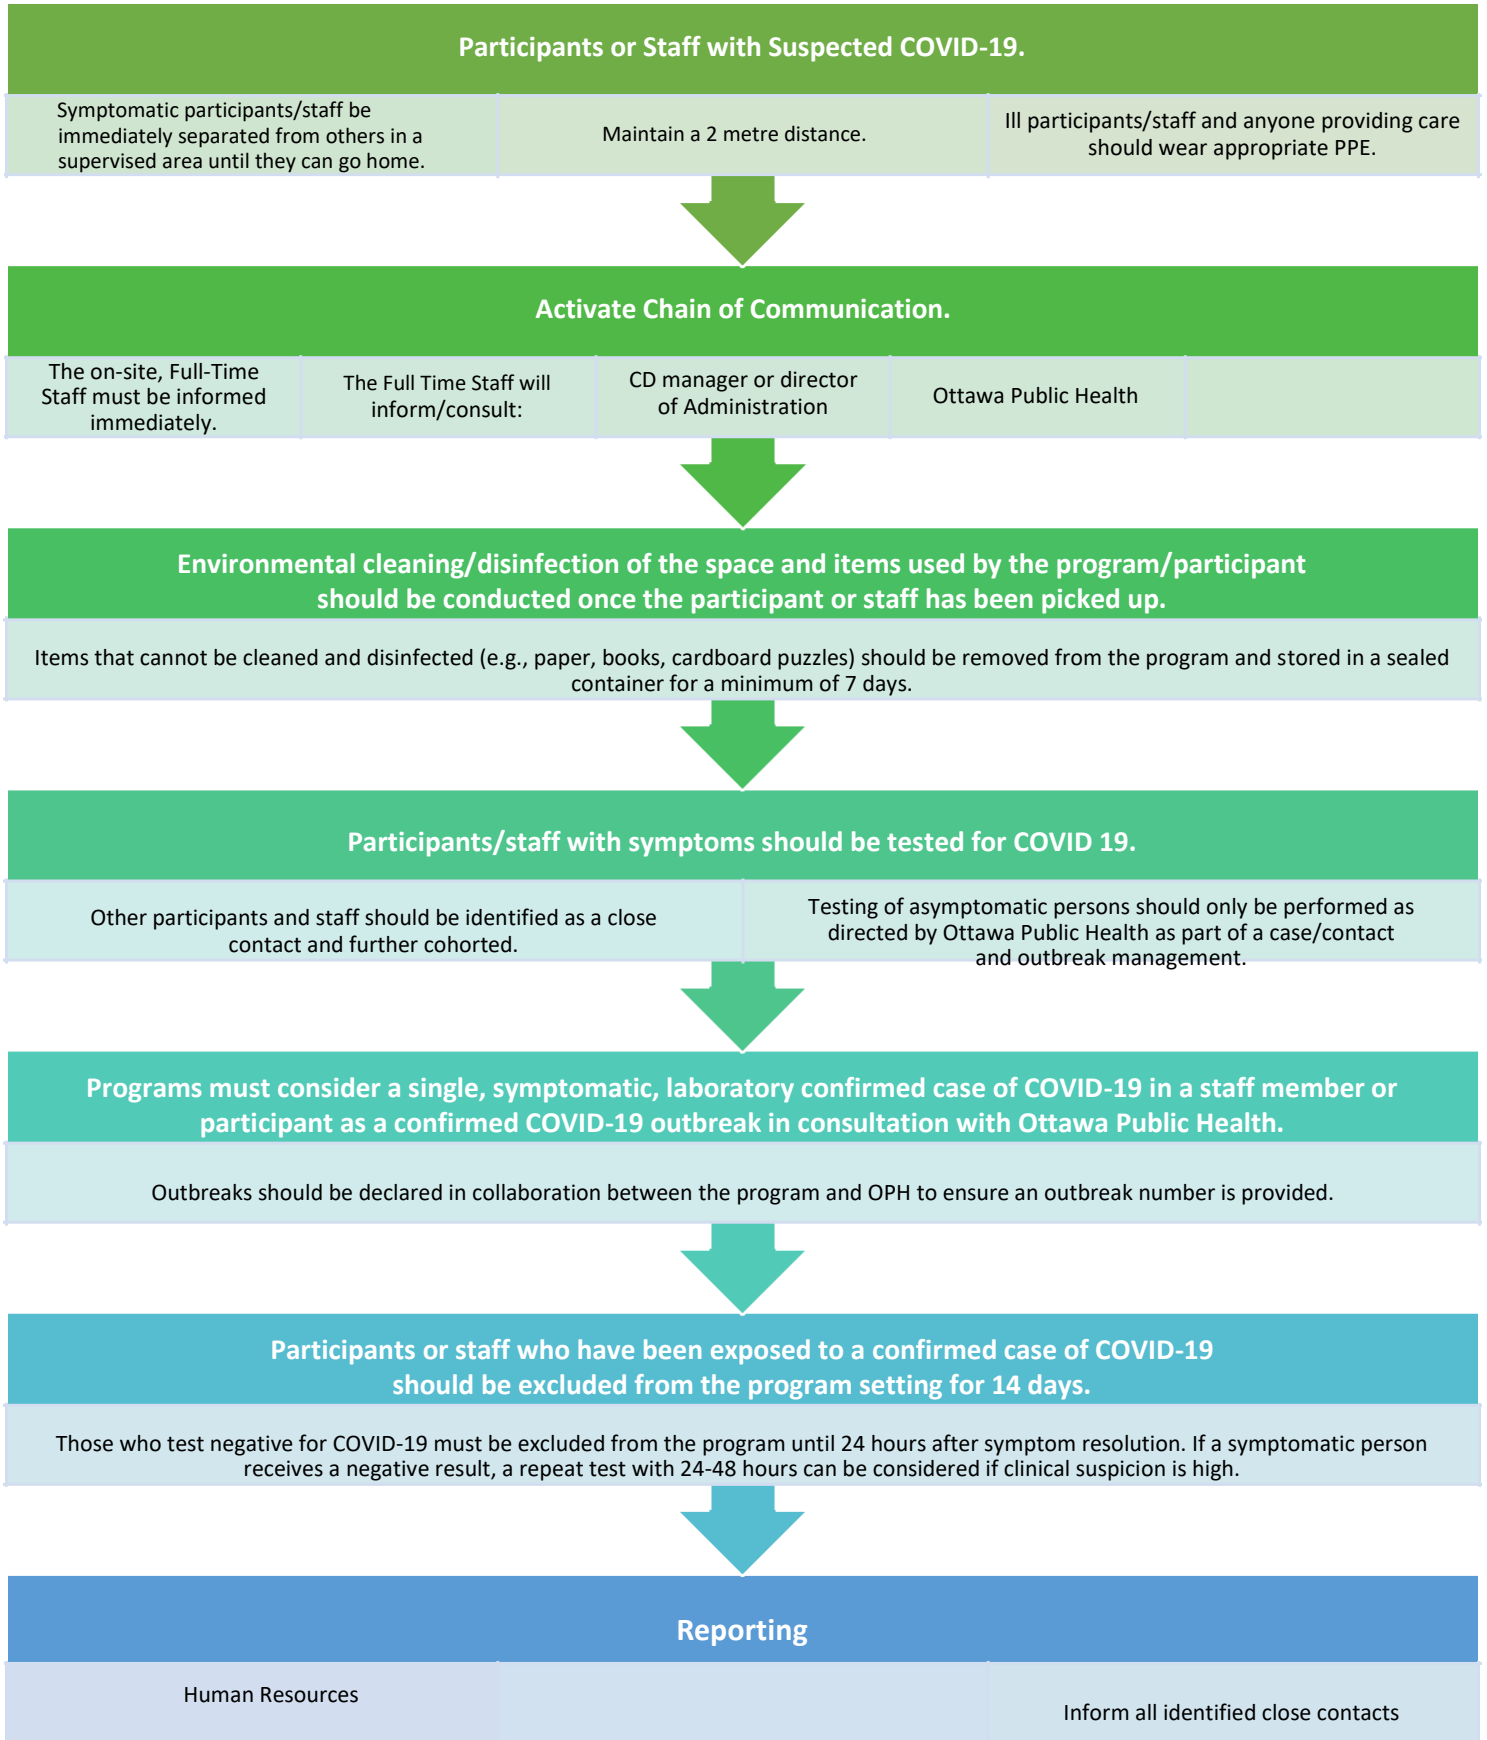 Participants or Staff with Suspected COVID-19.
Symptomatic participants/staff be
immediately separated from others in a
supervised area until they can go home.
Maintain a 2 metre distance.
Ill participants/staff and anyone providing care
should wear appropriate PPE.
Activate Chain of Communication.
The on-site, Full-Time
Staff must be informed
immediately.
The Full Time Staff will
inform/consult:
CD manager or director
of Administration
Ottawa Public Health
Environmental cleaning/disinfection of the space and items used by the program/participant
should be conducted once the participant or staff has been picked up.
Items that cannot be cleaned and disinfected (e.g., paper, books, cardboard puzzles) should be removed from the program and stored in a sealed
container for a minimum of 7 days.
Participants/staff with symptoms should be tested for COVID 19.
Other participants and staff should be identified as a close
contact and further cohorted.
Testing of asymptomatic persons should only be performed as
directed by Ottawa Public Health as part of a case/contact
and outbreak management.
Programs must consider a single, symptomatic, laboratory confirmed case of COVID-19 in a staff member or
participant as a confirmed COVID-19 outbreak in consultation with Ottawa Public Health.
Outbreaks should be declared in collaboration between the program and OPH to ensure an outbreak number is provided.
Participants or staff who have been exposed to a confirmed case of COVID-19
should be excluded from the program setting for 14 days.
Those who test negative for COVID-19 must be excluded from the program until 24 hours after symptom resolution. If a symptomatic person
receives a negative result, a repeat test with 24-48 hours can be considered if clinical suspicion is high.
Reporting
Human Resources
Inform all identified close contacts